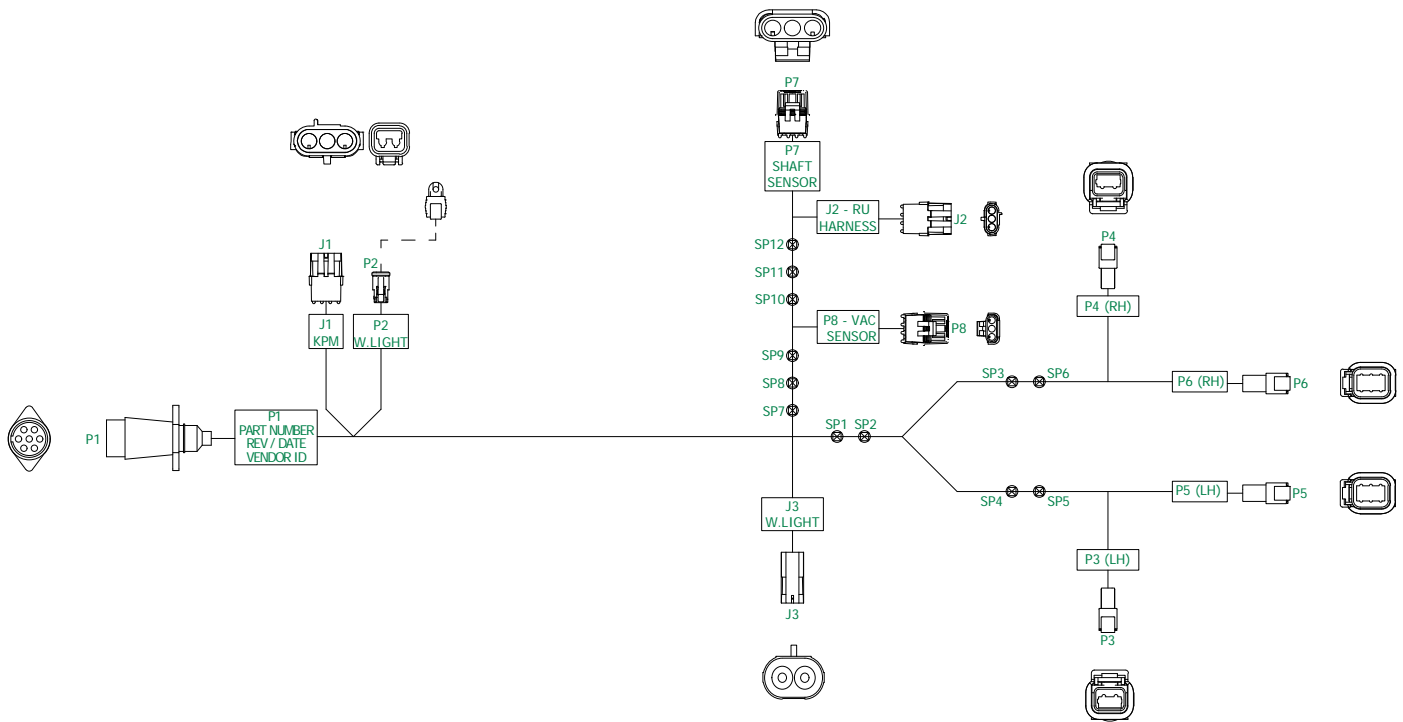 P7
P7
SHAFT
SENSOR
J2 - RU
HARNESS
J2
SP12
SP11
SP10
P8 - VAC
SENSOR
P8
SP9
SP8
SP7
J1
J1
KPM
P2
P2
W.LIGHT
P1
P1
PART NUMBER
REV / DATE
VENDOR ID
SP1
SP2
SP3
SP6
P4
P4 (RH)
P6 (RH)
P6
SP4
SP5
P5 (LH)
P5
P3 (LH)
P3
J3
W.LIGHT
J3